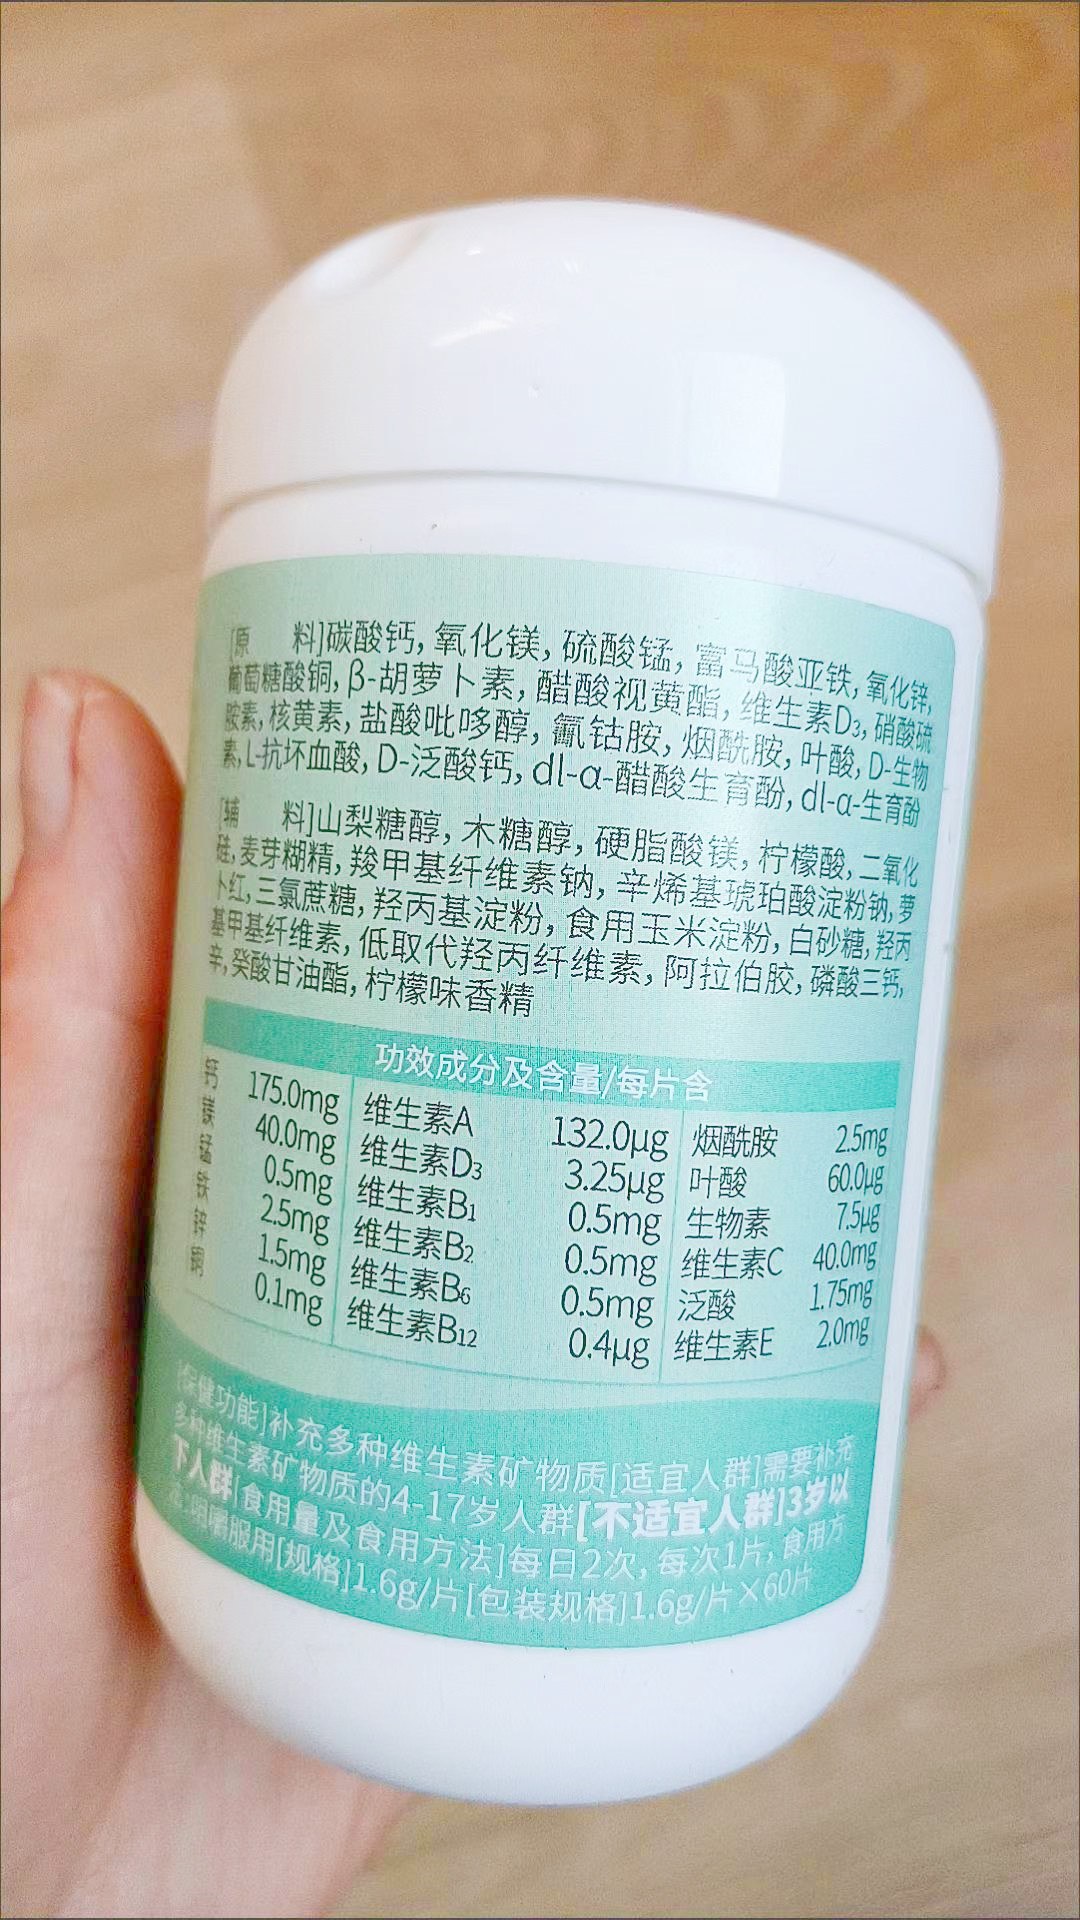 [原 料]碳酸钙, 氧化镁, 硫酸锰, 富马酸亚铁, 氧化锌,
葡萄糖酸铜, β-胡萝卜素, 醋酸视黄酯, 维生素D₃, 硝酸硫
胺素, 核黄素, 盐酸吡哆醇, 氰钴胺, 烟酰胺, 叶酸, D-生物
素, L-抗坏血酸, D-泛酸钙, dl-α-醋酸生育酚, dl-α-生育酚
[辅 料]山梨糖醇, 木糖醇, 硬脂酸镁, 柠檬酸, 二氧化
硅, 麦芽糊精, 羧甲基纤维素钠, 辛烯基琥珀酸淀粉钠, 萝
卜红, 三氯蔗糖, 羟丙基淀粉, 食用玉米淀粉, 白砂糖, 羟丙
基甲基纤维素, 低取代羟丙纤维素, 阿拉伯胶, 磷酸三钙,
辛, 癸酸甘油酯, 柠檬味香精
功效成分及含量/每片含
钙 175.0mg 维生素A 132.0μg 烟酰胺 2.5mg
镁 40.0mg 维生素D₃ 3.25μg 叶酸 60.0μg
锰 0.5mg 维生素B₁ 0.5mg 生物素 7.5μg
铁 2.5mg 维生素B₂ 0.5mg 维生素C 40.0mg
锌 1.5mg 维生素B₆ 0.5mg 泛酸 1.75mg
铜 0.1mg 维生素B₁₂ 0.4μg 维生素E 2.0mg
[保健功能]补充多种维生素矿物质[适宜人群]需要补充
多种维生素矿物质的4-17岁人群[不适宜人群]3岁以
下人群[食用量及食用方法]每日2次, 每次1片, 食用方
法:咀嚼服用[规格]1.6g/片[包装规格]1.6g/片×60片